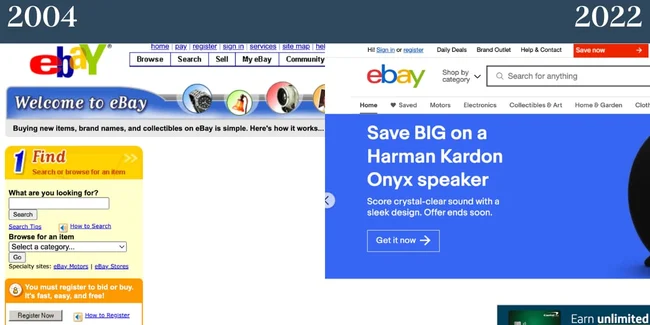 2004
2022
home | pay | register | sign in | services | site map | hel
ebaY
Browse
Search
Sell
My eBay
Community
Welcome to eBay
Buying new items, brand names, and collectibles on eBay is simple. Here's how it works...
1 Find
Search or browse for an item
What are you looking for?
Search
Search Tips
How to Search
Browse for an item
Select a category...
Go
Specialty sites: eBay Motors | eBay Stores
You must register to bid or buy.
It's fast, easy, and free!
Register Now
How to Register
Hi! Sign in or register
Daily Deals
Brand Outlet
Help & Contact
Save now
ebay
Shop by
category
Search for anything
Home
Saved
Motors
Electronics
Collectibles & Art
Home & Garden
Cloth
Save BIG on a
Harman Kardon
Onyx speaker
Score crystal-clear sound with a
sleek design. Offer ends soon.
Get it now
Earn unlimited